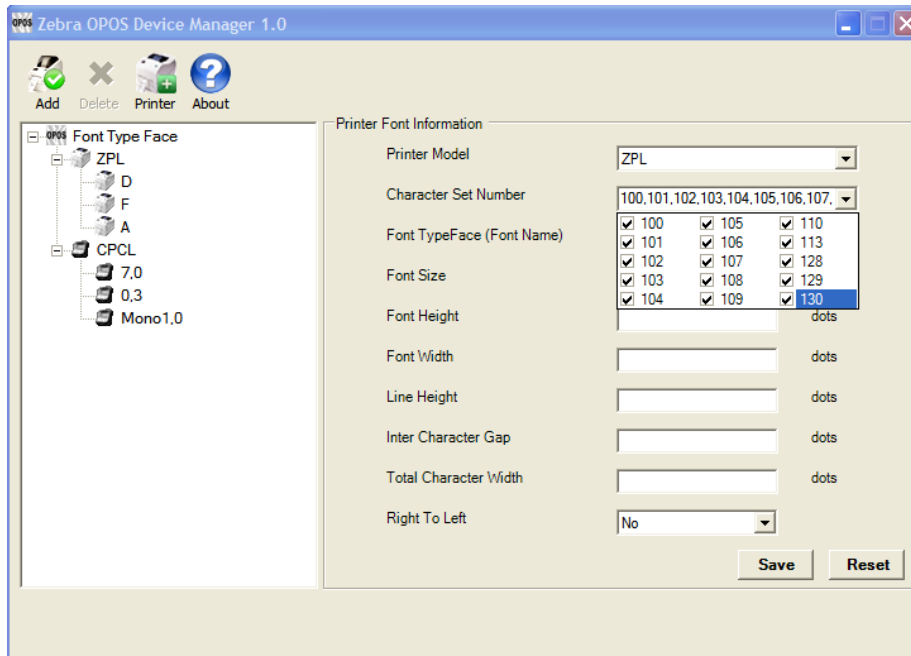 OPOS Zebra OPOS Device Manager 1.0
Add Delete Printer About
OPOS Font Type Face
ZPL
D
F
A
CPCL
7,0
0,3
Mono1,0
Printer Font Information
Printer Model ZPL
Character Set Number 100,101,102,103,104,105,106,107,
100 105 110
101 106 113
Font TypeFace (Font Name)
102 107 128
Font Size
103 108 129
104 109 130
Font Height dots
Font Width dots
Line Height dots
Inter Character Gap dots
Total Character Width dots
Right To Left No
Save Reset